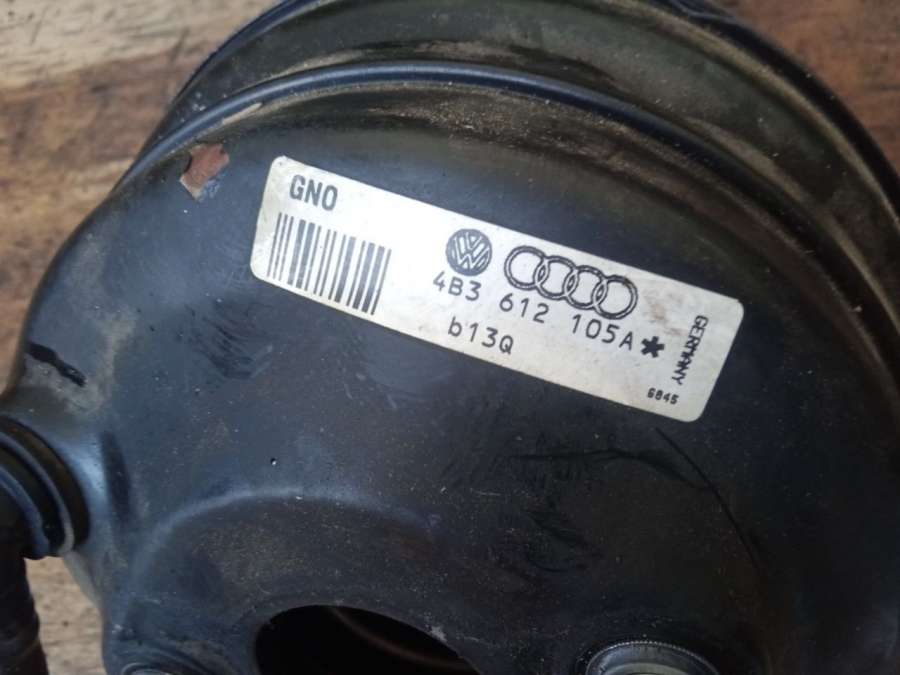 GNO
4B3 612 105A*
b13Q
GERMANY
6845